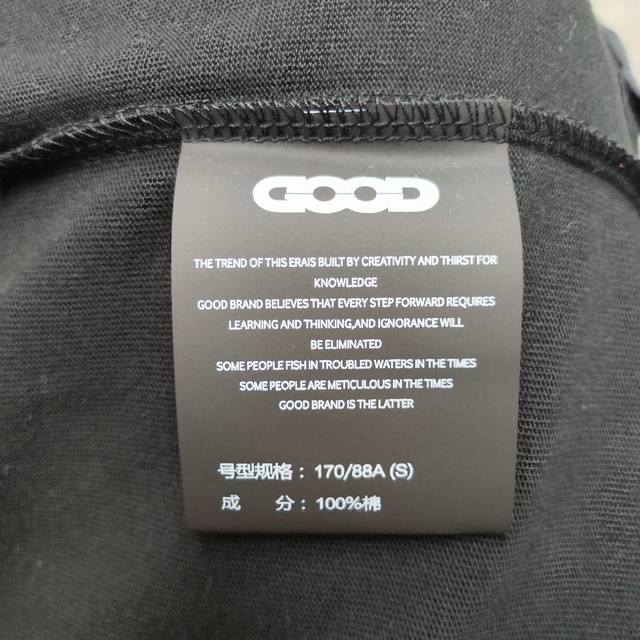 GOOD
THE TREND OF THIS ERAIS BUILT BY CREATIVITY AND THIRST FOR
KNOWLEDGE
GOOD BRAND BELIEVES THAT EVERY STEP FORWARD REQUIRES
LEARNING AND THINKING,AND IGNORANCE WILL
BE ELIMINATED
SOME PEOPLE FISH IN TROUBLED WATERS IN THE TIMES
SOME PEOPLE ARE METICULOUS IN THE TIMES
GOOD BRAND IS THE LATTER
号型规格：170/88A (S)
成　分：100%棉